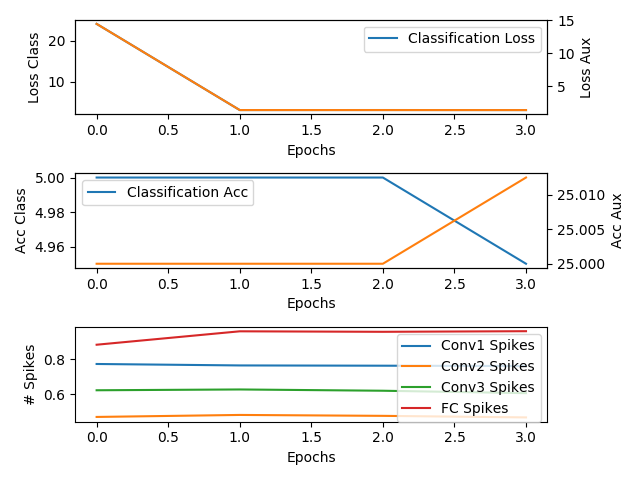 Classification Loss
Loss Class
20
10
15
10
5
Loss Aux
0.0 0.5 1.0 1.5 2.0 2.5 3.0
Epochs
Classification Acc
Acc Class
5.00
4.98
4.96
25.010
25.005
25.000
Acc Aux
0.0 0.5 1.0 1.5 2.0 2.5 3.0
Epochs
# Spikes
0.8
0.6
Conv1 Spikes
Conv2 Spikes
Conv3 Spikes
FC Spikes
0.0 0.5 1.0 1.5 2.0 2.5 3.0
Epochs